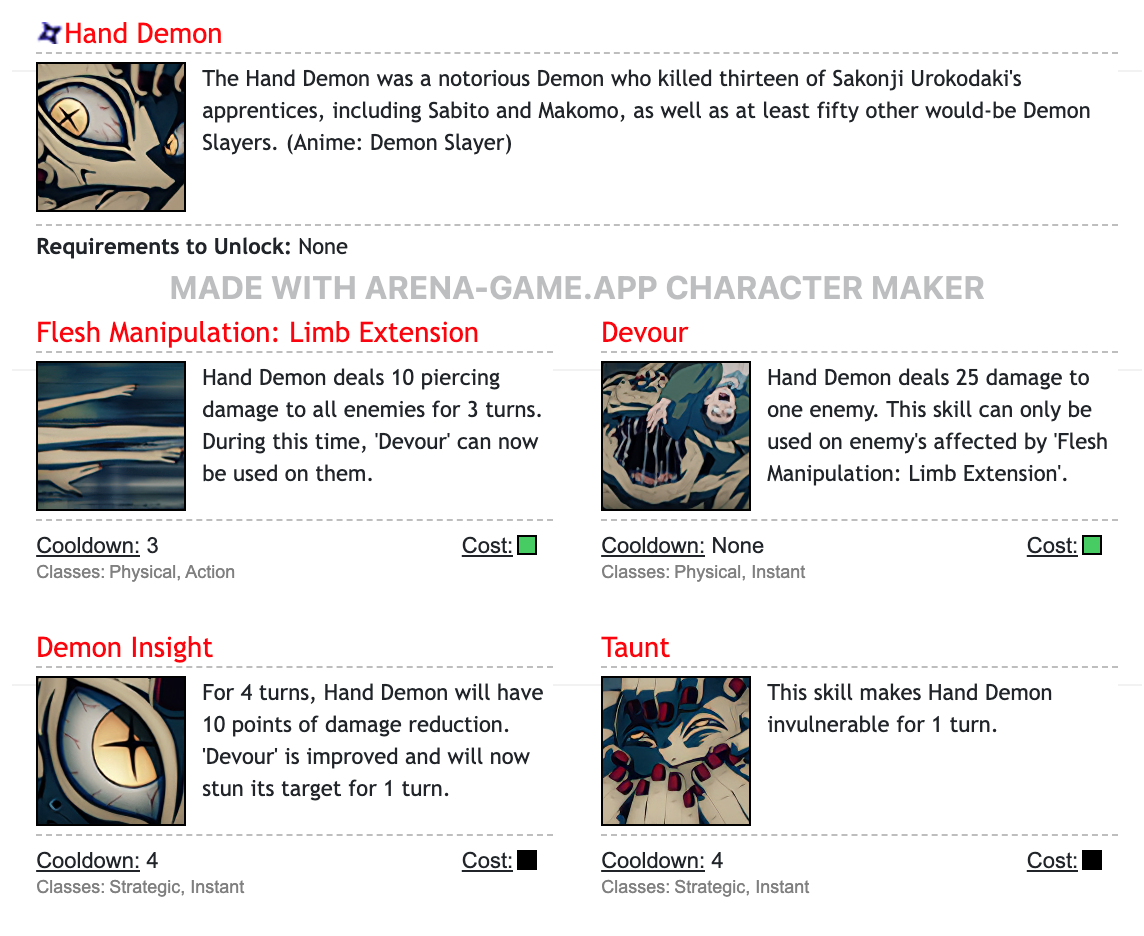 Hand Demon
The Hand Demon was a notorious Demon who killed thirteen of Sakonji Urokodaki's
apprentices, including Sabito and Makomo, as well as at least fifty other would-be Demon
Slayers. (Anime: Demon Slayer)
Requirements to Unlock: None
MADE WITH ARENA-GAME.APP CHARACTER MAKER
Flesh Manipulation: Limb Extension
Hand Demon deals 10 piercing
damage to all enemies for 3 turns.
During this time, 'Devour' can now
be used on them.
Cooldown: 3
Cost:
Classes: Physical, Action
Devour
Hand Demon deals 25 damage to
one enemy. This skill can only be
used on enemy's affected by 'Flesh
Manipulation: Limb Extension'.
Cooldown: None
Cost:
Classes: Physical, Instant
Demon Insight
For 4 turns, Hand Demon will have
10 points of damage reduction.
'Devour' is improved and will now
stun its target for 1 turn.
Cooldown: 4
Cost:
Classes: Strategic, Instant
Taunt
This skill makes Hand Demon
invulnerable for 1 turn.
Cooldown: 4
Cost:
Classes: Strategic, Instant